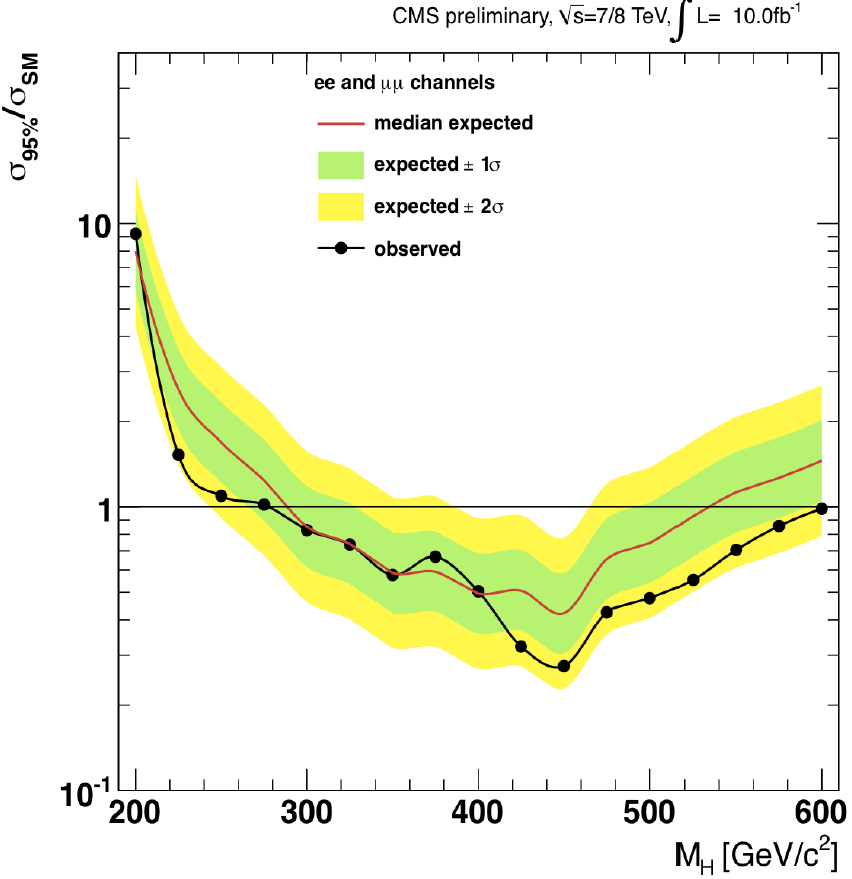 CMS preliminary, √s=7/8 TeV, ∫ L= 10.0fb⁻¹
σ95%/σSM
ee and μμ channels
median expected
expected ± 1σ
expected ± 2σ
observed
10
1
10⁻¹
200 300 400 500 600
M_H [GeV/c²]